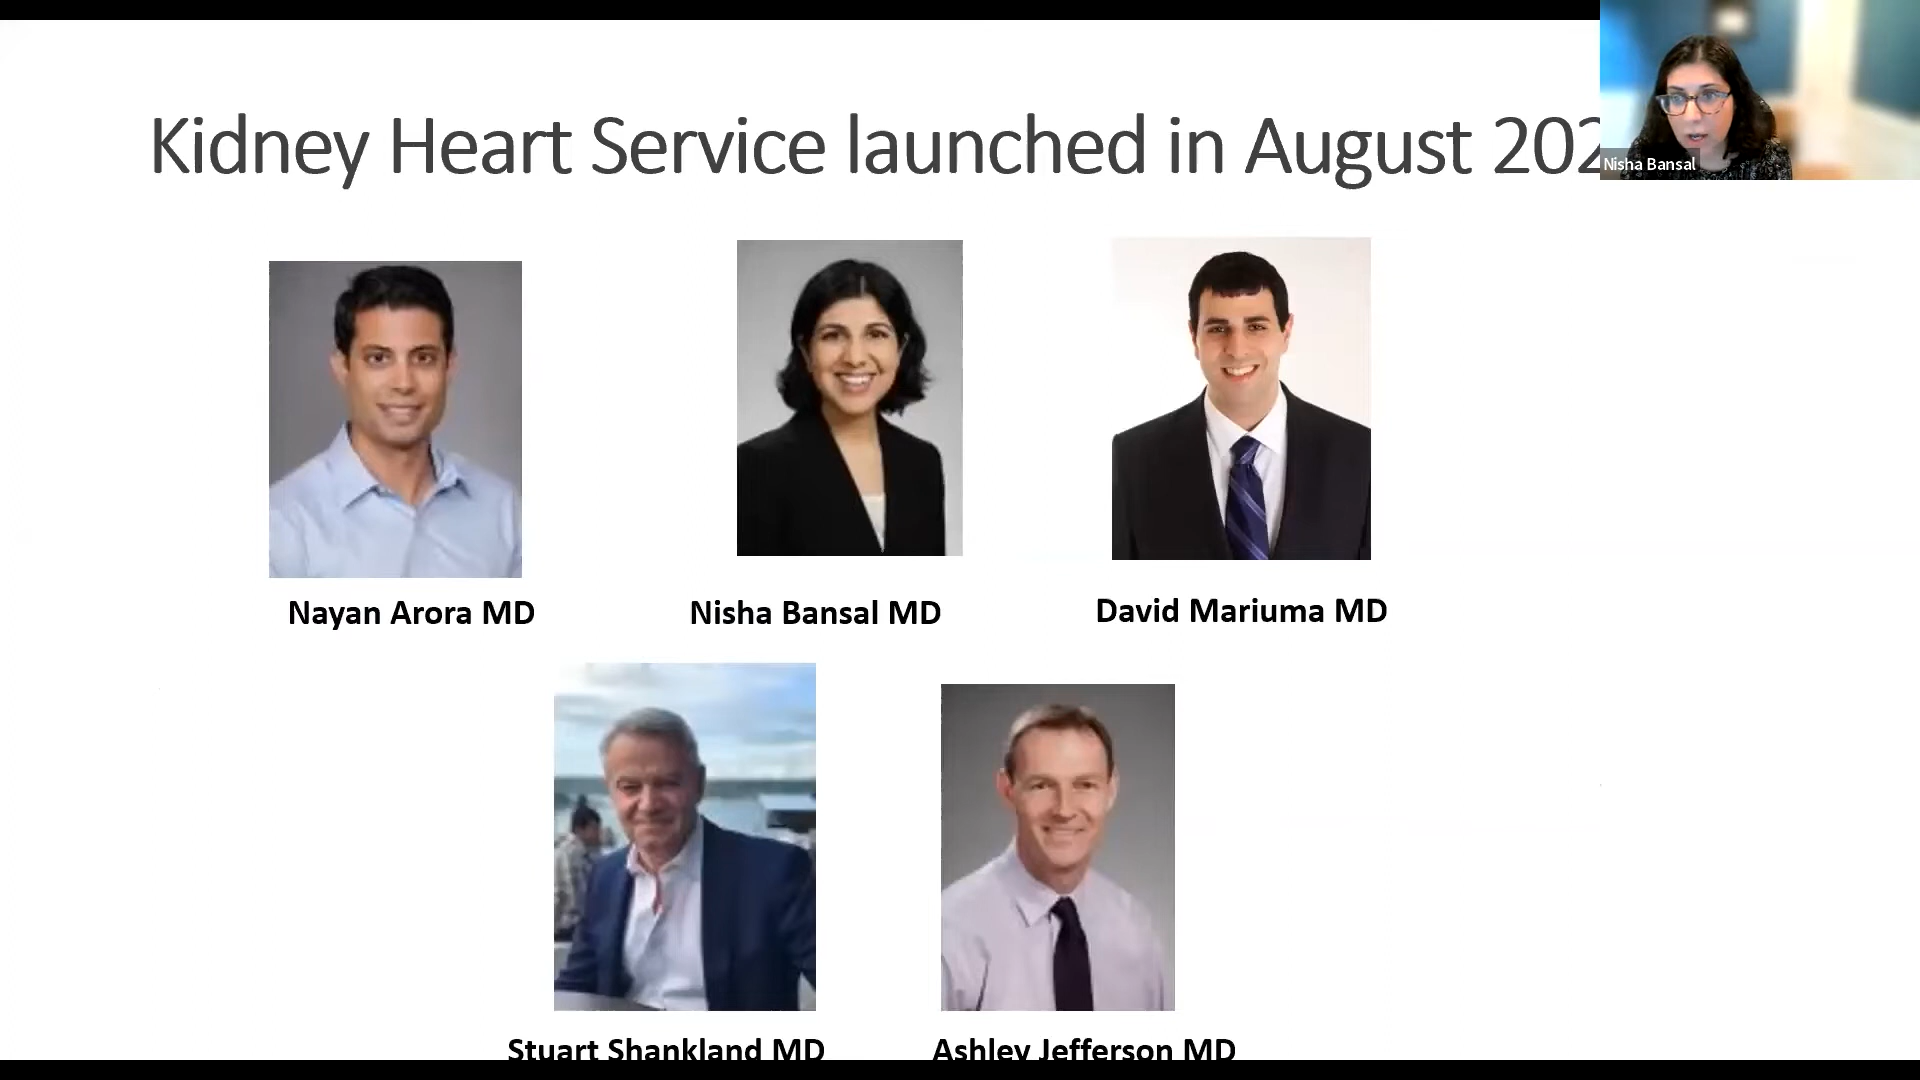 Kidney Heart Service launched in August 202
Nisha Bansal
Nayan Arora MD
Nisha Bansal MD
David Mariuma MD
Stuart Shankland MD
Ashley Jefferson MD